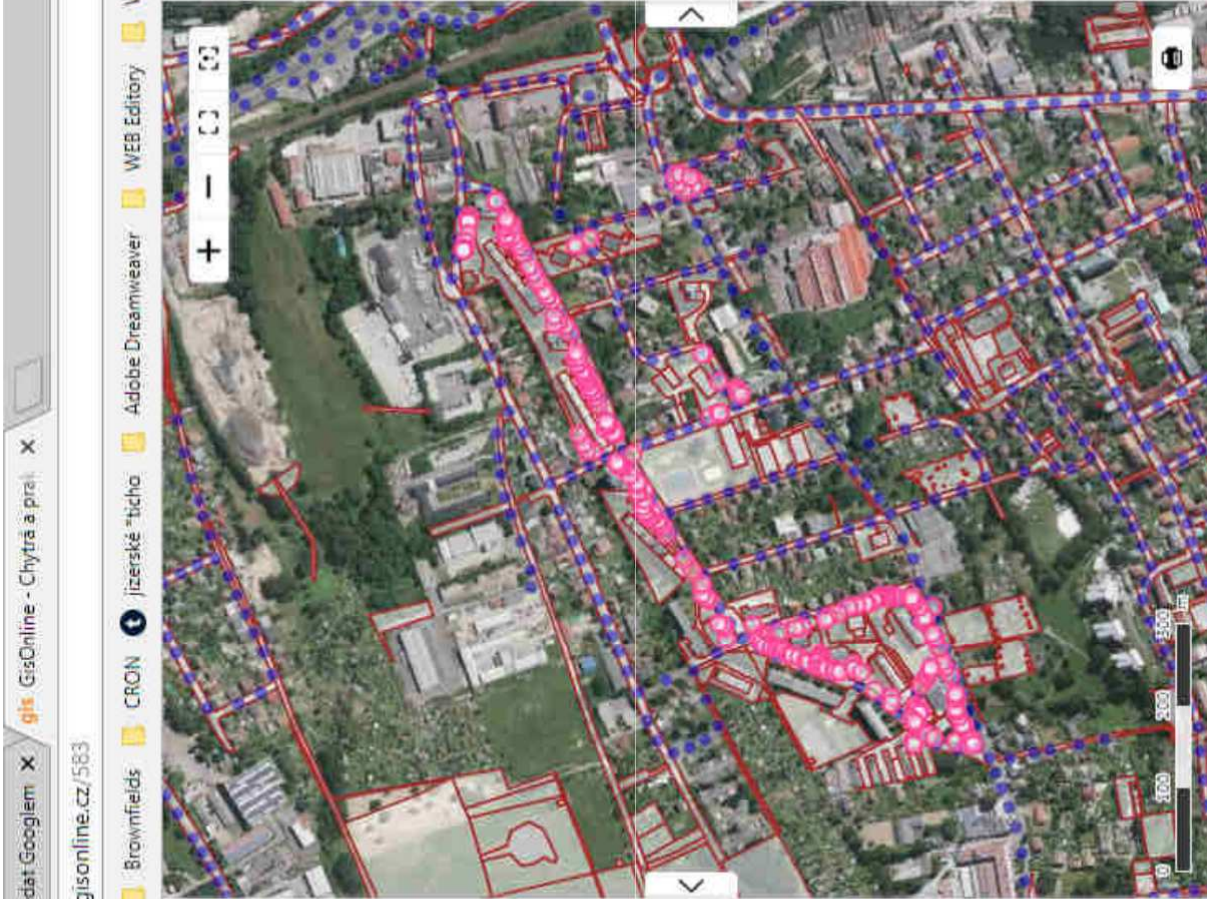 dat Googlem ×
gis GisOnline - Chytrá a pra ×
gisonline.cz/583
Brownfields
CRON
t jizerské *ticho
Adobe Dreamweaver
WEB Editory
+ −
0 100 200 300
m